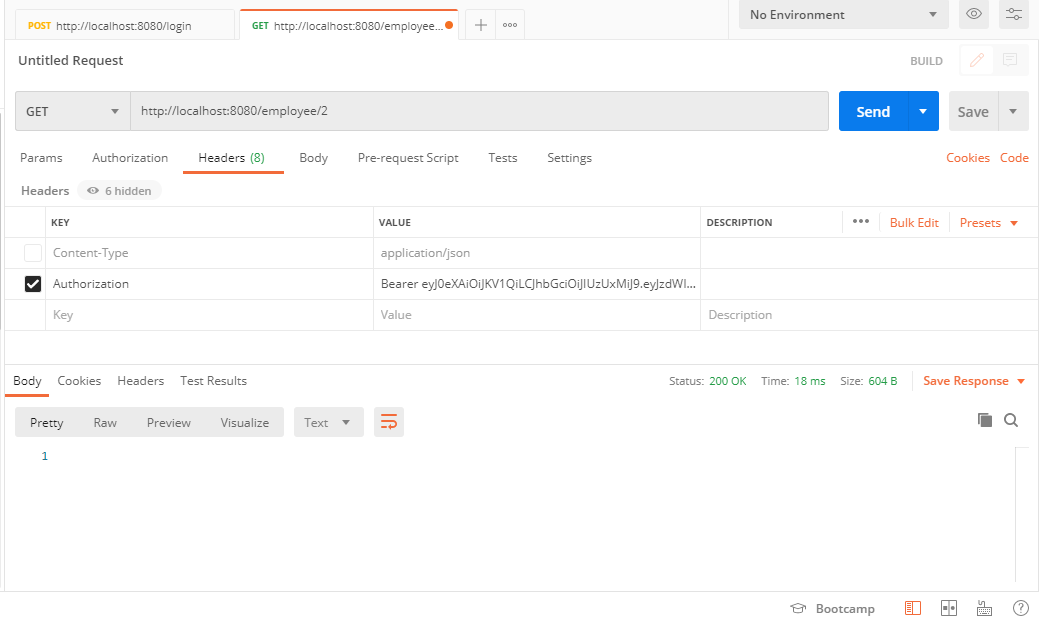 POST http://localhost:8080/login GET http://localhost:8080/employee... No Environment
Untitled Request BUILD
GET http://localhost:8080/employee/2 Send Save
Params Authorization Headers (8) Body Pre-request Script Tests Settings Cookies Code
Headers 6 hidden
KEY VALUE DESCRIPTION Bulk Edit Presets
Content-Type application/json
Authorization Bearer eyJ0eXAiOiJKV1QiLCJhbGciOiJIUzUxMiJ9.eyJzdWI...
Key Value Description
Body Cookies Headers Test Results Status: 200 OK Time: 18 ms Size: 604 B Save Response
Pretty Raw Preview Visualize Text
1
Bootcamp